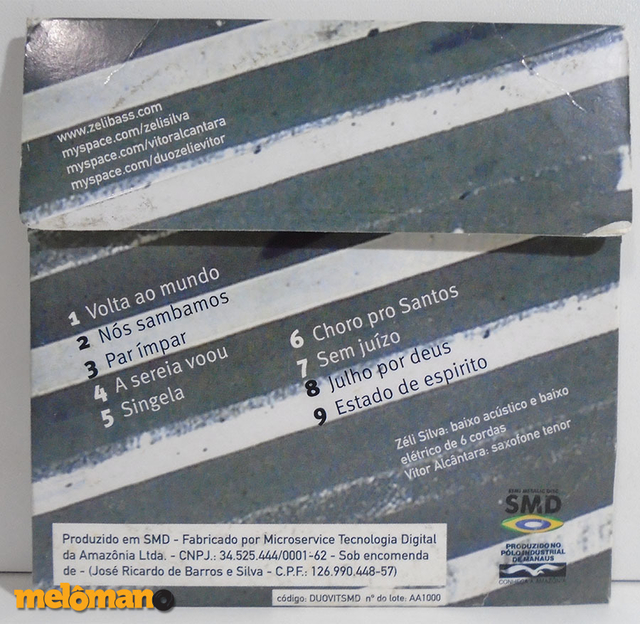 www.zelibass.com
myspace.com/zelisilva
myspace.com/vitoralcantara
myspace.com/duozelievitor
1 Volta ao mundo
2 Nós sambamos
3 Par ímpar
4 A sereia voou
5 Singela
6 Choro pro Santos
7 Sem juízo
8 Julho por deus
9 Estado de espírito
Zéli Silva: baixo acústico e baixo
elétrico de 6 cordas
Vitor Alcântara: saxofone tenor
SMD
PRODUZIDO NO
PÓLO INDUSTRIAL
DE MANAUS
CONHEÇA A AMAZÔNIA
Produzido em SMD - Fabricado por Microservice Tecnologia Digital
da Amazônia Ltda. - CNPJ.: 34.525.444/0001-62 - Sob encomenda
de - (José Ricardo de Barros e Silva - C.P.F.: 126.990,448-57)
código: DUOVITSMD nº do lote: AA1000
melómano